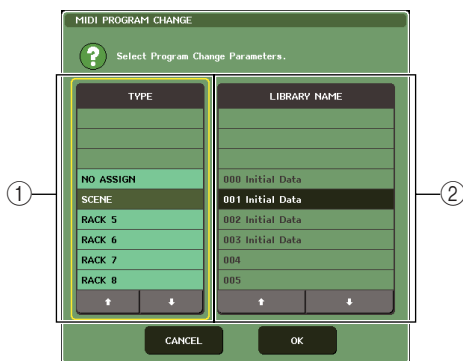 MIDI PROGRAM CHANGE
? Select Program Change Parameters.
TYPE
LIBRARY NAME
NO ASSIGN
000 Initial Data
SCENE
001 Initial Data
RACK 5
002 Initial Data
RACK 6
003 Initial Data
RACK 7
004
RACK 8
005
1
2
CANCEL
OK